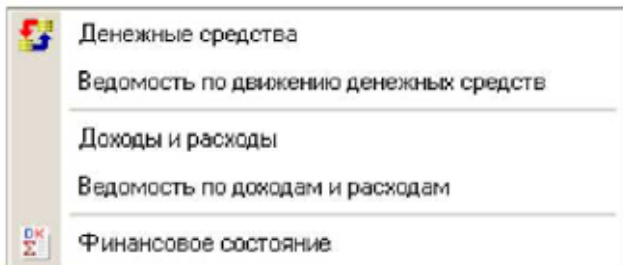 Денежные средства
Ведомость по движению денежных средств
Доходы и расходы
Ведомость по доходам и расходам
Финансовое состояние